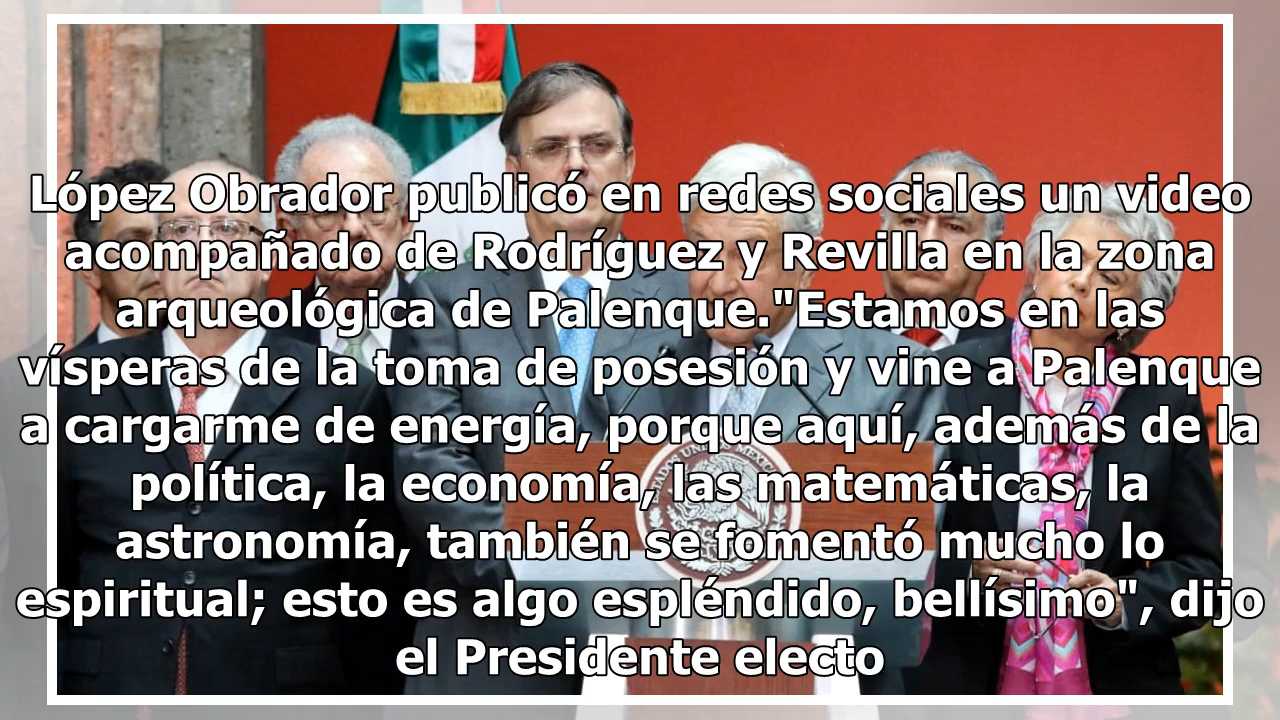 López Obrador publicó en redes sociales un video
acompañado de Rodríguez y Revilla en la zona
arqueológica de Palenque."Estamos en las
vísperas de la toma de posesión y vine a Palenque
a cargarme de energía, porque aquí, además de la
política, la economía, las matemáticas, la
astronomía, también se fomentó mucho lo
espiritual; esto es algo espléndido, bellísimo", dijo
el Presidente electo